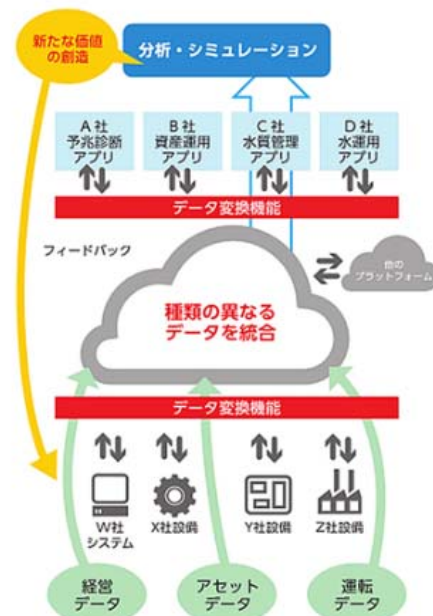 新たな価値
の創造
分析・シミュレーション
A社
予兆診断
アプリ
B社
資産運用
アプリ
C社
水質管理
アプリ
D社
水運用
アプリ
データ変換機能
フィードバック
他の
プラットフォーム
種類の異なる
データを統合
データ変換機能
W社
システム
X社設備
Y社設備
Z社設備
経営
データ
アセット
データ
運転
データ